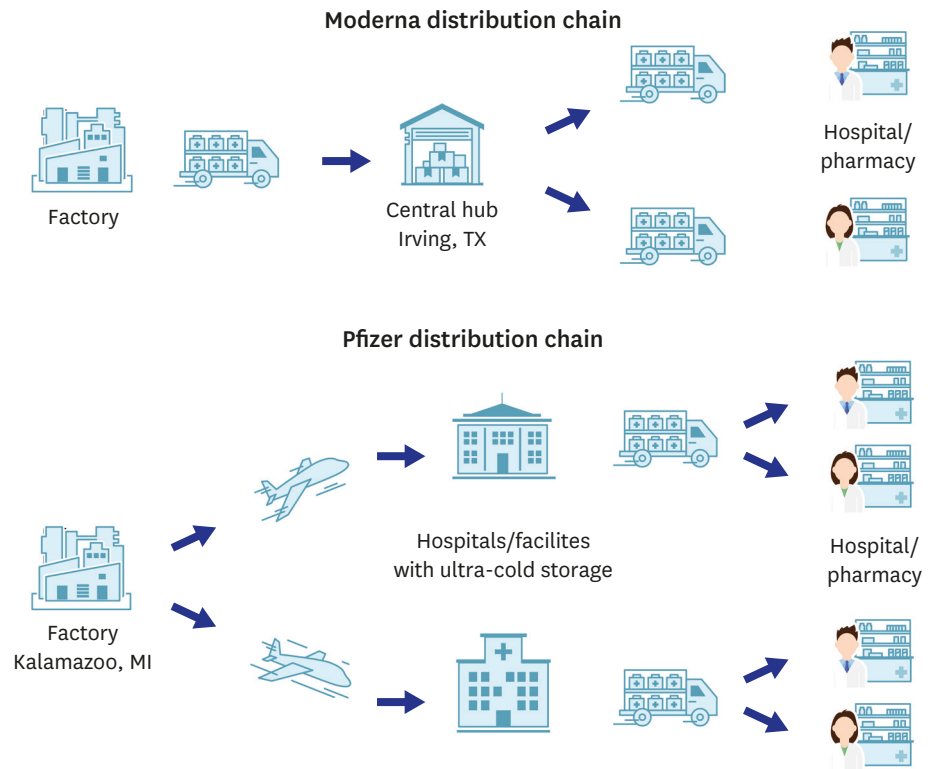 Moderna distribution chain
Factory
Central hub
Irving, TX
Hospital/
pharmacy
Pfizer distribution chain
Factory
Kalamazoo, MI
Hospitals/facilites
with ultra-cold storage
Hospital/
pharmacy